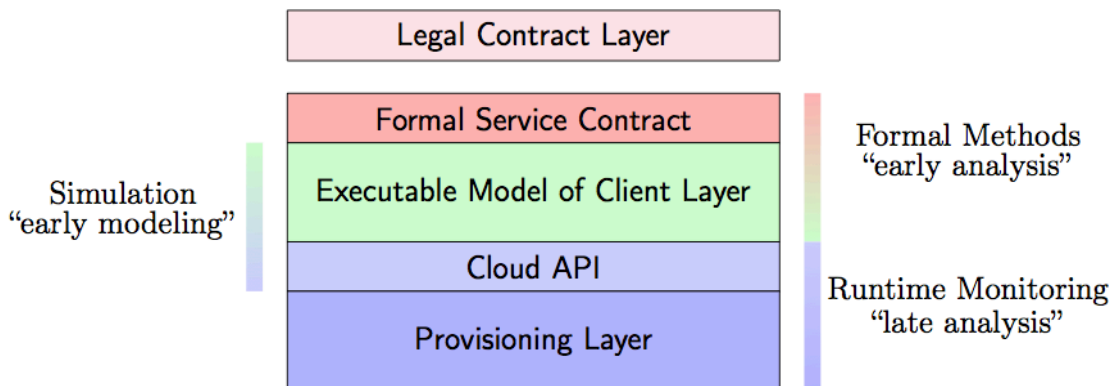 Legal Contract Layer
Formal Service Contract
Executable Model of Client Layer
Cloud API
Provisioning Layer
Simulation
“early modeling”
Formal Methods
“early analysis”
Runtime Monitoring
“late analysis”